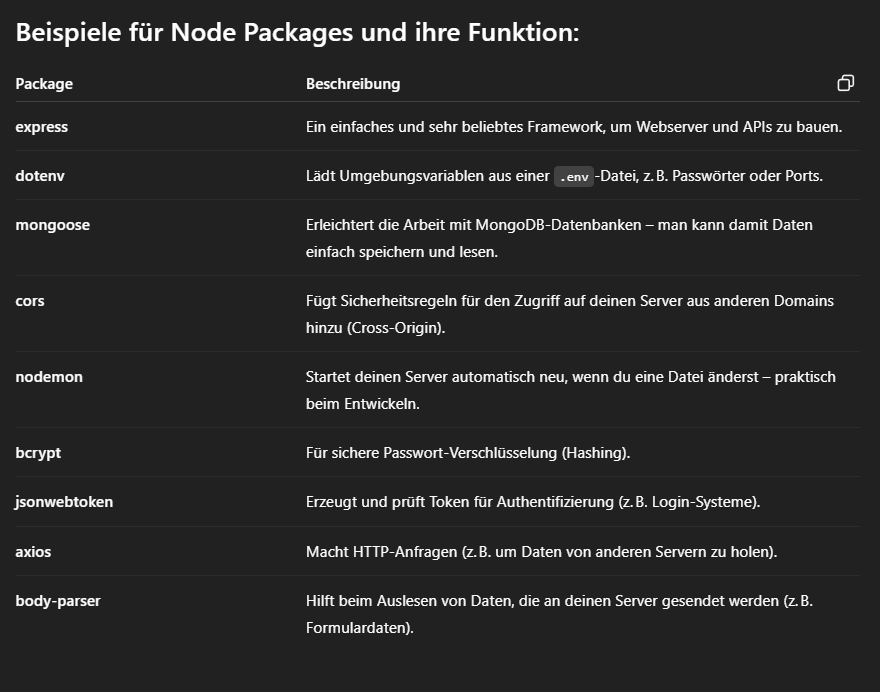 Beispiele für Node Packages und ihre Funktion:
Package Beschreibung
express Ein einfaches und sehr beliebtes Framework, um Webserver und APIs zu bauen.
dotenv Lädt Umgebungsvariablen aus einer .env-Datei, z. B. Passwörter oder Ports.
mongoose Erleichtert die Arbeit mit MongoDB-Datenbanken – man kann damit Daten
einfach speichern und lesen.
cors Fügt Sicherheitsregeln für den Zugriff auf deinen Server aus anderen Domains
hinzu (Cross-Origin).
nodemon Startet deinen Server automatisch neu, wenn du eine Datei änderst – praktisch
beim Entwickeln.
bcrypt Für sichere Passwort-Verschlüsselung (Hashing).
jsonwebtoken Erzeugt und prüft Token für Authentifizierung (z. B. Login-Systeme).
axios Macht HTTP-Anfragen (z. B. um Daten von anderen Servern zu holen).
body-parser Hilft beim Auslesen von Daten, die an deinen Server gesendet werden (z. B.
Formulardaten).